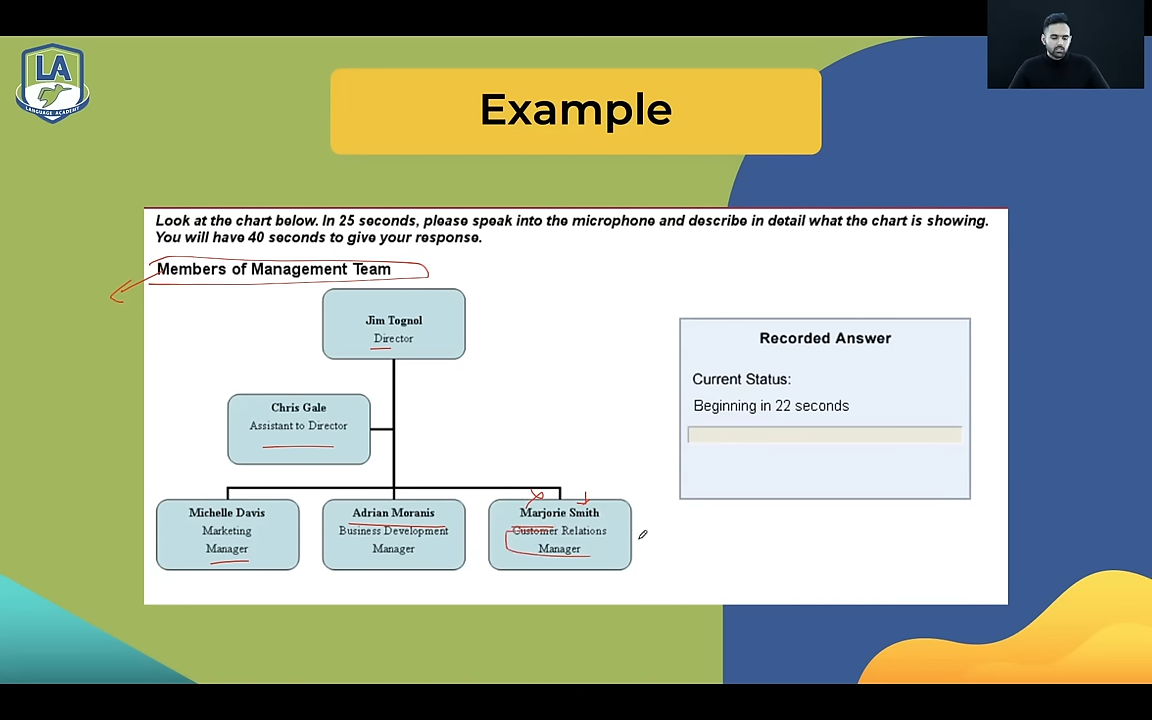 LA
LANGUAGE ACADEMY
Example
Look at the chart below. In 25 seconds, please speak into the microphone and describe in detail what the chart is showing.
You will have 40 seconds to give your response.
Members of Management Team
Jim Tognol
Director
Chris Gale
Assistant to Director
Michelle Davis
Marketing
Manager
Adrian Moranis
Business Development
Manager
Marjorie Smith
Customer Relations
Manager
Recorded Answer
Current Status:
Beginning in 22 seconds